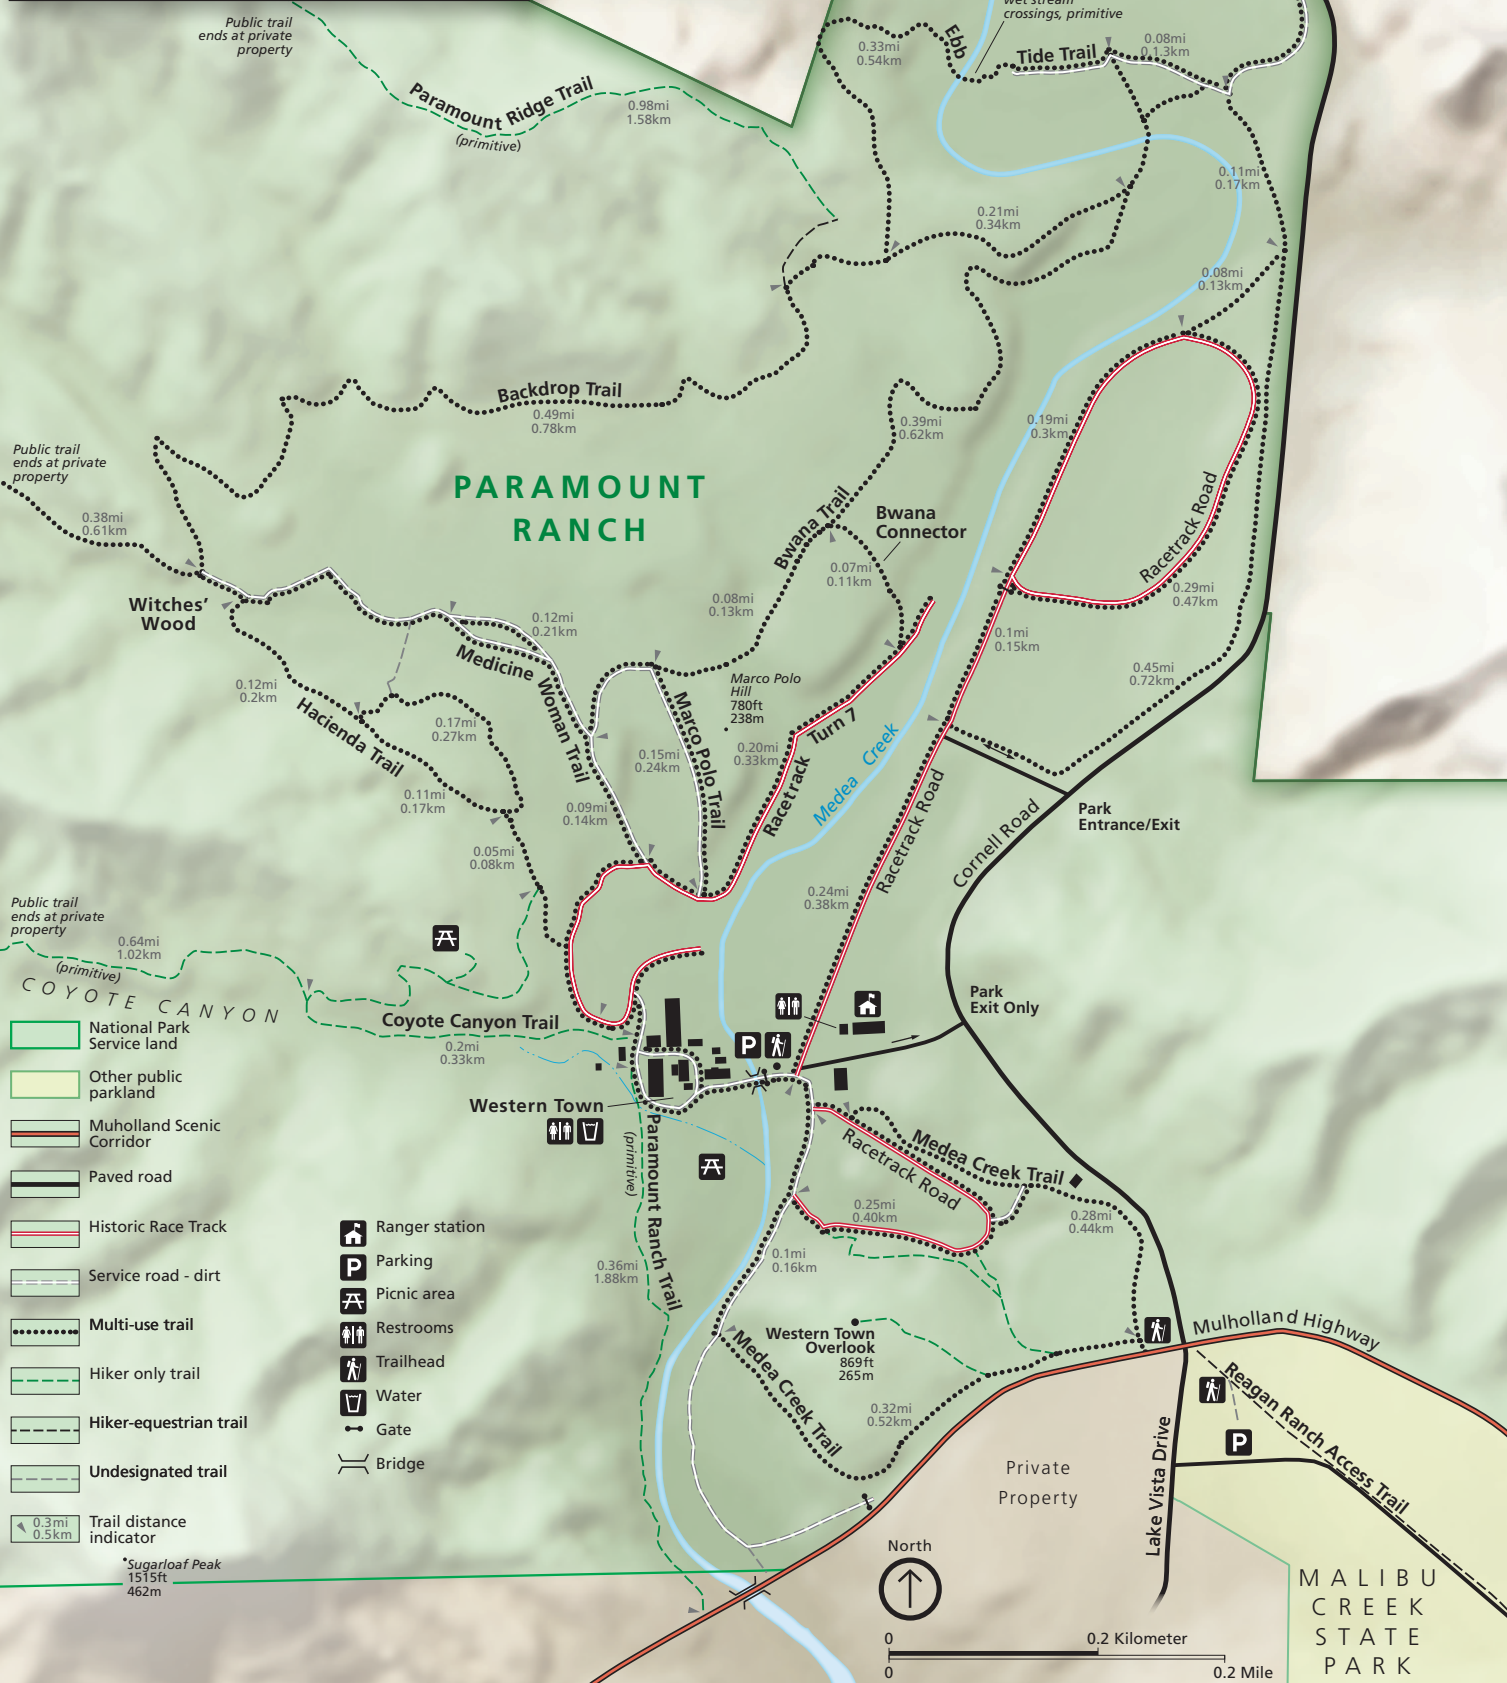 wet stream
crossings, primitive
Public trail
ends at private
property
Ebb
Tide Trail
0.33mi
0.54km
0.08mi
0.1.3km
Paramount Ridge Trail
(primitive)
0.98mi
1.58km
0.11mi
0.17km
0.21mi
0.34km
0.08mi
0.13km
Backdrop Trail
0.49mi
0.78km
0.39mi
0.62km
0.19mi
0.3km
Public trail
ends at private
property
PARAMOUNT
RANCH
0.38mi
0.61km
Bwana Trail
Bwana
Connector
Racetrack Road
0.07mi
0.11km
0.29mi
0.47km
Witches’
Wood
0.08mi
0.13km
0.12mi
0.21km
0.1mi
0.15km
Medicine Woman Trail
0.45mi
0.72km
0.12mi
0.2km
Marco Polo
Hill
780ft
238m
Hacienda Trail
0.17mi
0.27km
Marco Polo Trail
0.15mi
0.24km
0.20mi
0.33km
Racetrack Turn 7
Medea Creek
0.11mi
0.17km
0.09mi
0.14km
Racetrack Road
Cornell Road
Park
Entrance/Exit
0.05mi
0.08km
0.24mi
0.38km
Public trail
ends at private
property
0.64mi
1.02km
(primitive)
COYOTE CANYON
Park
Exit Only
Coyote Canyon Trail
0.2mi
0.33km
P
Western Town
Paramount Ranch Trail
(primitive)
Medea Creek Trail
Racetrack Road
0.25mi
0.40km
0.28mi
0.44km
0.1mi
0.16km
0.36mi
1.88km
Western Town
Overlook
869ft
265m
Mulholland Highway
Medea Creek Trail
0.32mi
0.52km
Reagan Ranch Access Trail
P
Lake Vista Drive
Private
Property
National Park
Service land
Other public
parkland
Muholland Scenic
Corridor
Paved road
Historic Race Track
Service road - dirt
Multi-use trail
Hiker only trail
Hiker-equestrian trail
Undesignated trail
0.3mi
0.5km
Trail distance
indicator
Ranger station
P
Parking
Picnic area
Restrooms
Trailhead
Water
Gate
Bridge
Sugarloaf Peak
1515ft
462m
North
0
0.2 Kilometer
0
0.2 Mile
MALIBU
CREEK
STATE
PARK